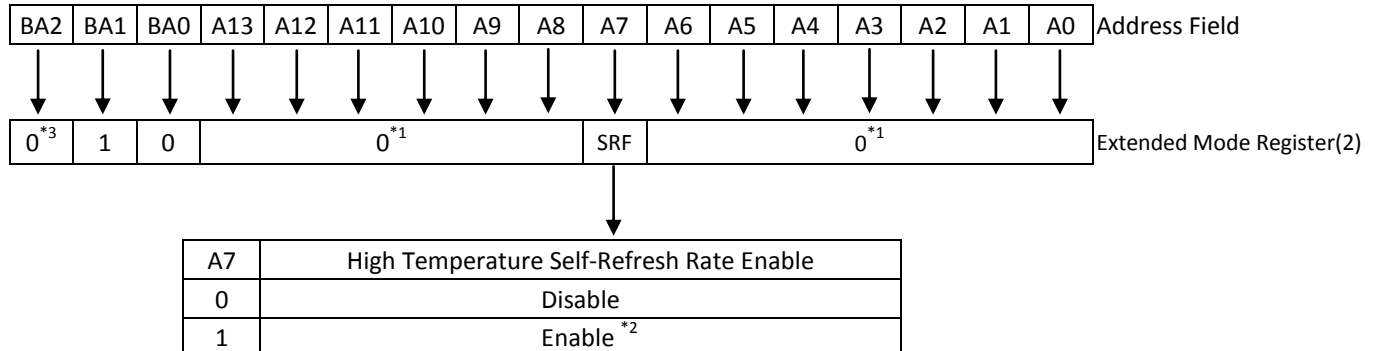 BA2 BA1 BA0 A13 A12 A11 A10 A9 A8 A7 A6 A5 A4 A3 A2 A1 A0 Address Field
0*3 1 0 0*1 SRF 0*1 Extended Mode Register(2)
A7 High Temperature Self-Refresh Rate Enable
0 Disable
1 Enable *2